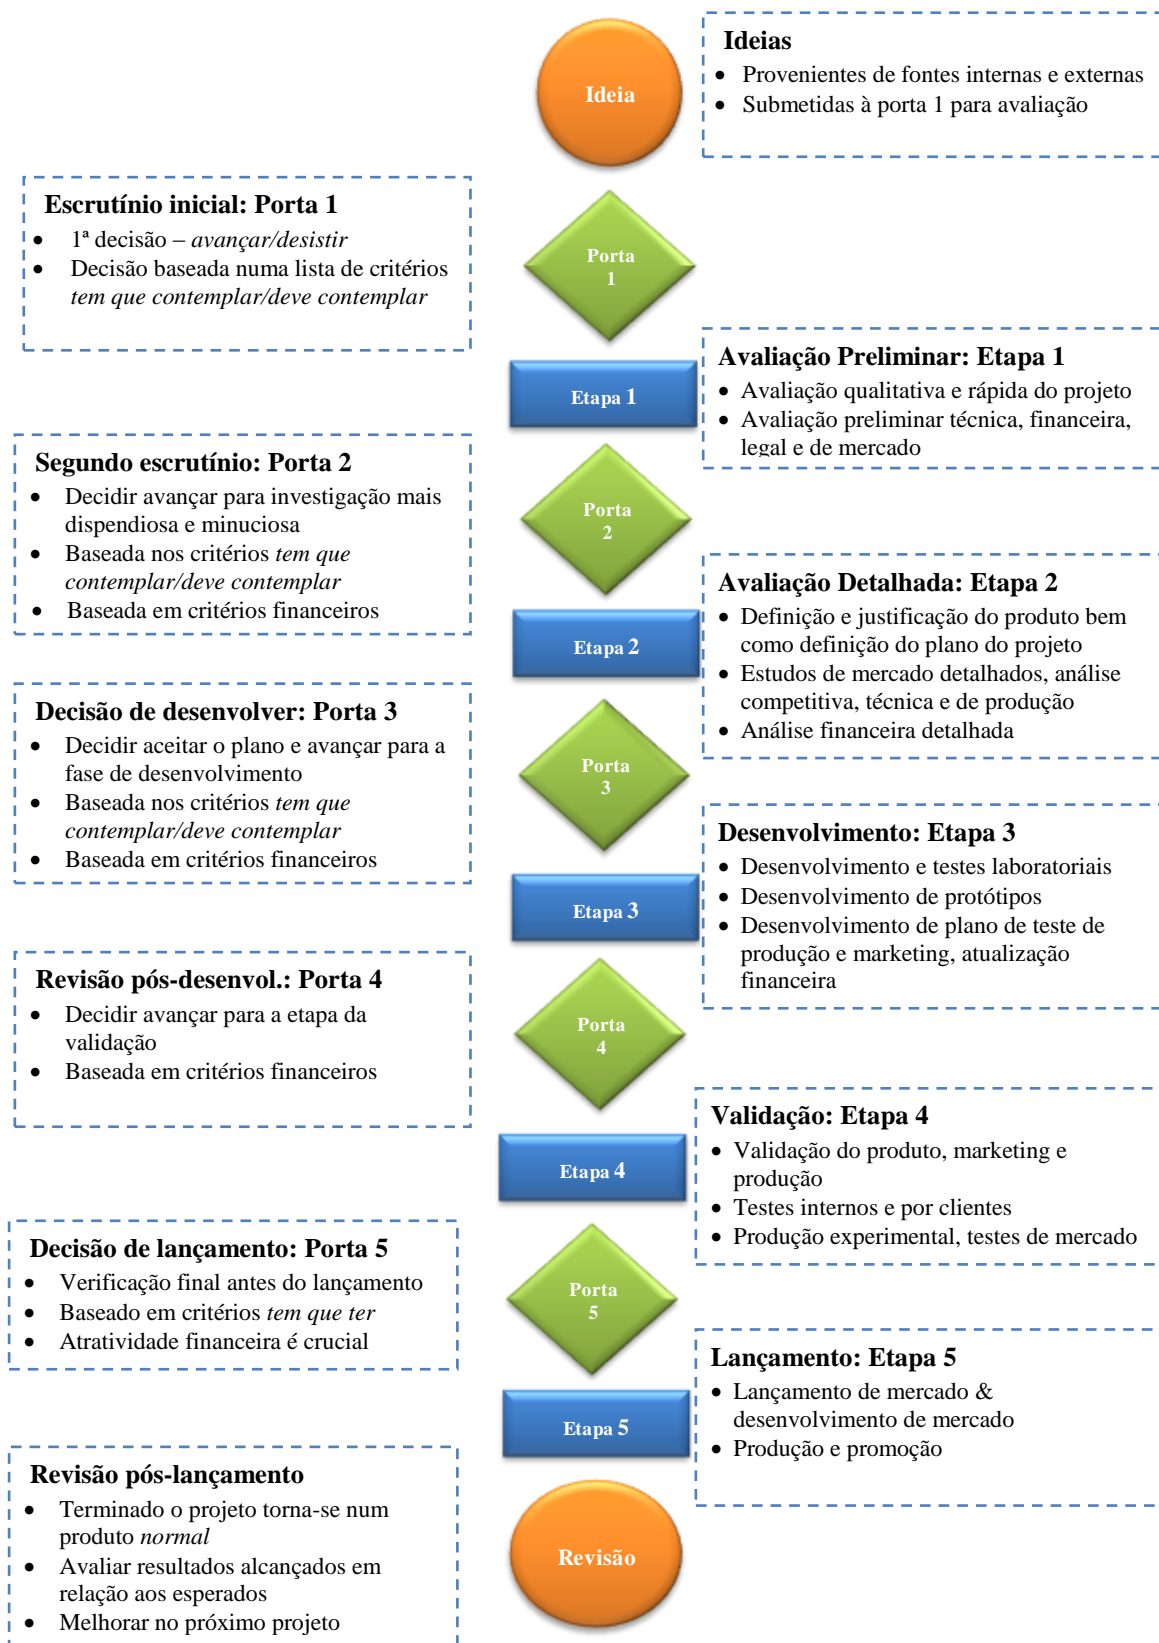 Ideia
Ideias
• Provenientes de fontes internas e externas
• Submetidas à porta 1 para avaliação
Escrutínio inicial: Porta 1
• 1ª decisão – avançar/desistir
• Decisão baseada numa lista de critérios
tem que contemplar/deve contemplar
Porta
1
Etapa 1
Avaliação Preliminar: Etapa 1
• Avaliação qualitativa e rápida do projeto
• Avaliação preliminar técnica, financeira,
legal e de mercado
Segundo escrutínio: Porta 2
• Decidir avançar para investigação mais
dispendiosa e minuciosa
• Baseada nos critérios tem que
contemplar/deve contemplar
• Baseada em critérios financeiros
Porta
2
Etapa 2
Avaliação Detalhada: Etapa 2
• Definição e justificação do produto bem
como definição do plano do projeto
• Estudos de mercado detalhados, análise
competitiva, técnica e de produção
• Análise financeira detalhada
Decisão de desenvolver: Porta 3
• Decidir aceitar o plano e avançar para a
fase de desenvolvimento
• Baseada nos critérios tem que
contemplar/deve contemplar
• Baseada em critérios financeiros
Porta
3
Etapa 3
Desenvolvimento: Etapa 3
• Desenvolvimento e testes laboratoriais
• Desenvolvimento de protótipos
• Desenvolvimento de plano de teste de
produção e marketing, atualização
financeira
Revisão pós-desenvol.: Porta 4
• Decidir avançar para a etapa da
validação
• Baseada em critérios financeiros
Porta
4
Etapa 4
Validação: Etapa 4
• Validação do produto, marketing e
produção
• Testes internos e por clientes
• Produção experimental, testes de mercado
Decisão de lançamento: Porta 5
• Verificação final antes do lançamento
• Baseado em critérios tem que ter
• Atratividade financeira é crucial
Porta
5
Etapa 5
Lançamento: Etapa 5
• Lançamento de mercado &
desenvolvimento de mercado
• Produção e promoção
Revisão pós-lançamento
• Terminado o projeto torna-se num
produto normal
• Avaliar resultados alcançados em
relação aos esperados
• Melhorar no próximo projeto
Revisão